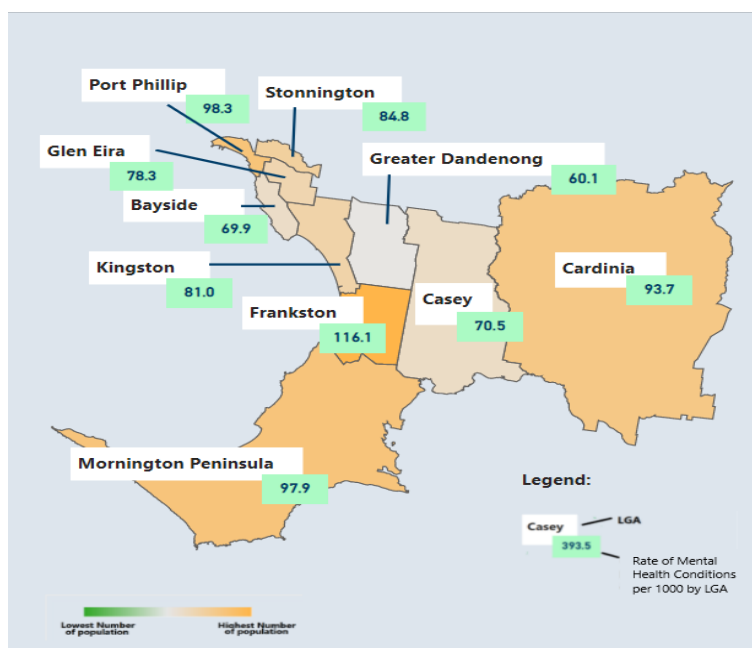 Port Phillip
98.3
Stonnington
84.8
Glen Eira
78.3
Greater Dandenong
60.1
Bayside
69.9
Kingston
81.0
Cardinia
93.7
Frankston
116.1
Casey
70.5
Mornington Peninsula
97.9
Legend:
Casey
LGA
393.5
Rate of Mental
Health Conditions
per 1000 by LGA
Lowest Number
of population
Highest Number
of population